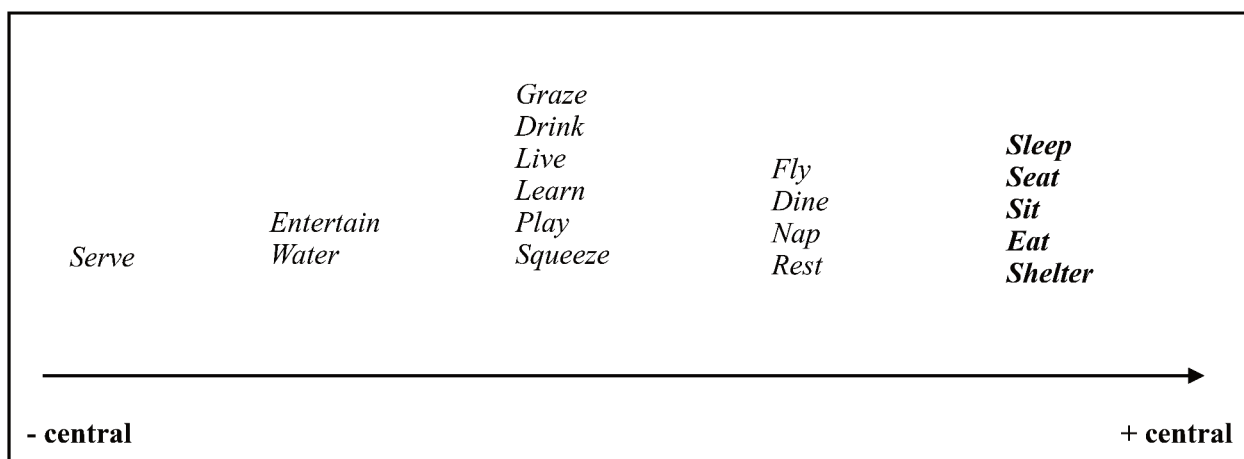 Serve
Entertain
Water
Graze
Drink
Live
Learn
Play
Squeeze
Fly
Dine
Nap
Rest
Sleep
Seat
Sit
Eat
Shelter
- central
+ central